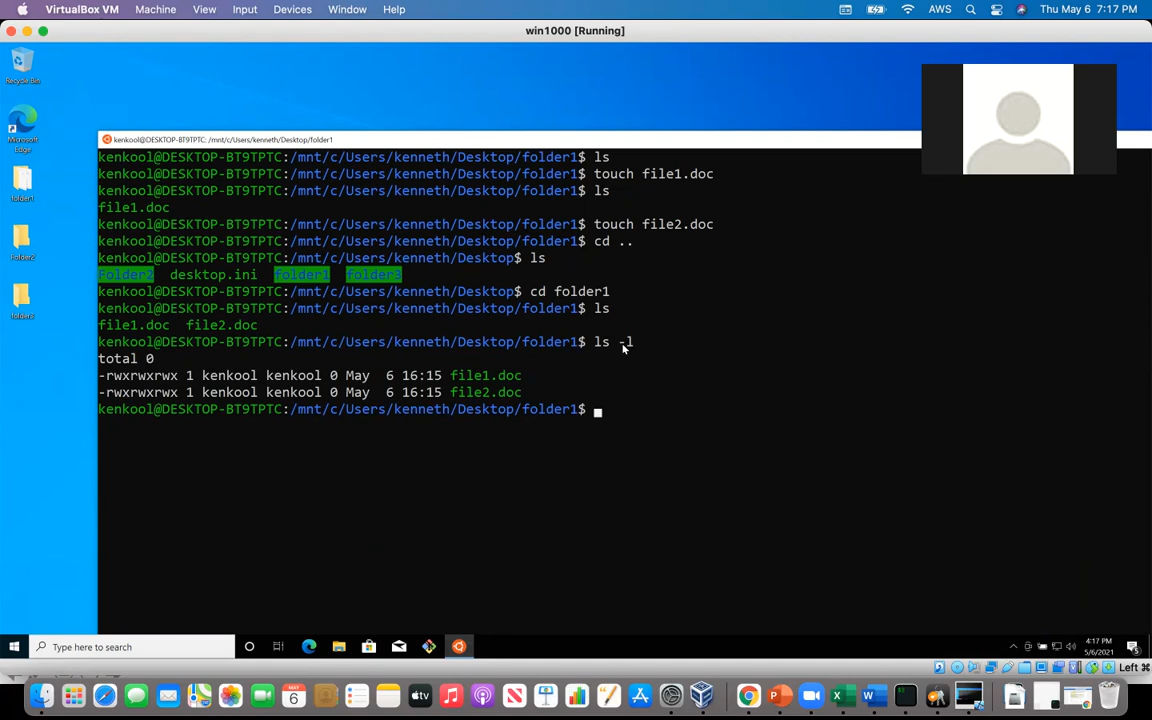 VirtualBox VM Machine View Input Devices Window Help AWS Thu May 6 7:17 PM
win1000 [Running]
Recycle Bin
Microsoft Edge
folder1
Folder2
folder3
kenkool@DESKTOP-BT9TPTC: /mnt/c/Users/kenneth/Desktop/folder1
kenkool@DESKTOP-BT9TPTC:/mnt/c/Users/kenneth/Desktop/folder1$ ls
kenkool@DESKTOP-BT9TPTC:/mnt/c/Users/kenneth/Desktop/folder1$ touch file1.doc
kenkool@DESKTOP-BT9TPTC:/mnt/c/Users/kenneth/Desktop/folder1$ ls
file1.doc
kenkool@DESKTOP-BT9TPTC:/mnt/c/Users/kenneth/Desktop/folder1$ touch file2.doc
kenkool@DESKTOP-BT9TPTC:/mnt/c/Users/kenneth/Desktop/folder1$ cd ..
kenkool@DESKTOP-BT9TPTC:/mnt/c/Users/kenneth/Desktop$ ls
Folder2 desktop.ini folder1 folder3
kenkool@DESKTOP-BT9TPTC:/mnt/c/Users/kenneth/Desktop$ cd folder1
kenkool@DESKTOP-BT9TPTC:/mnt/c/Users/kenneth/Desktop/folder1$ ls
file1.doc file2.doc
kenkool@DESKTOP-BT9TPTC:/mnt/c/Users/kenneth/Desktop/folder1$ ls -l
total 0
-rwxrwxrwx 1 kenkool kenkool 0 May 6 16:15 file1.doc
-rwxrwxrwx 1 kenkool kenkool 0 May 6 16:15 file2.doc
kenkool@DESKTOP-BT9TPTC:/mnt/c/Users/kenneth/Desktop/folder1$
Type here to search
4:17 PM
5/6/2021
Left ⌘